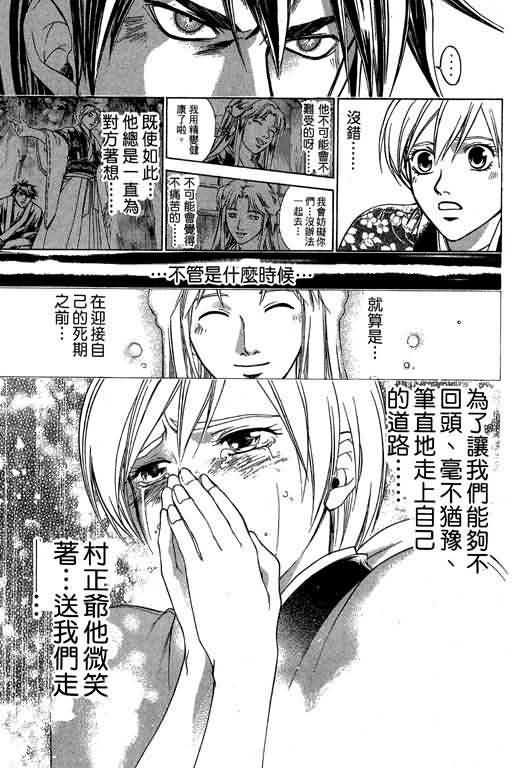 …
沒錯…
他不可能會不
難受的呀…
我用精雙健
康了啦。
我會妨礙你
們…沒辦法
一起去…
不可能會覺得
不痛苦的…
既使如此…
他總是一直為
對方著想…
…不管是什麼時候…
就算是…
在迎接自
己的死期
之前…
為了讓我們能夠不
回頭、毫不猶豫、
筆直地走上自己
的道路……
村正爺他微笑
著…送我們走
……